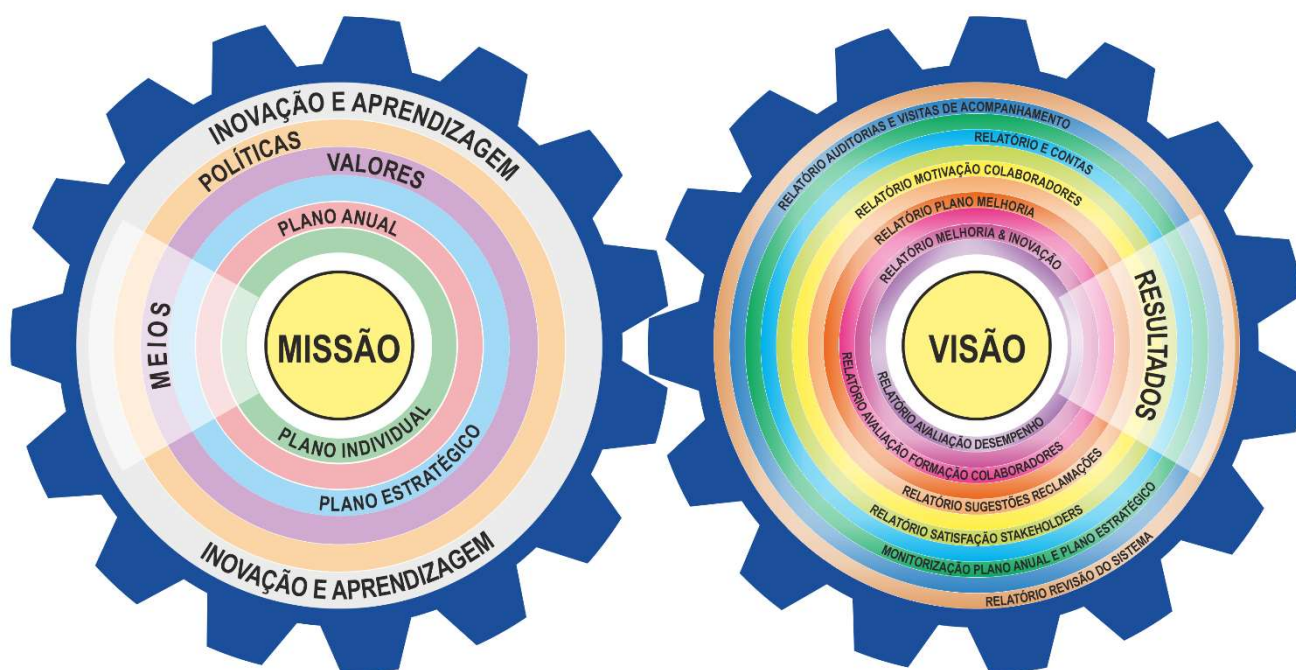 INOVAÇÃO E APRENDIZAGEM
POLÍTICAS
VALORES
PLANO ANUAL
MEIOS
MISSÃO
PLANO INDIVIDUAL
PLANO ESTRATÉGICO
INOVAÇÃO E APRENDIZAGEM
RELATÓRIO AUDITORIAS E VISITAS DE ACOMPANHAMENTO
RELATÓRIO E CONTAS
RELATÓRIO MOTIVAÇÃO COLABORADORES
RELATÓRIO PLANO MELHORIA
RELATÓRIO MELHORIA & INOVAÇÃO
VISÃO
RESULTADOS
RELATÓRIO AVALIAÇÃO DESEMPENHO
RELATÓRIO AVALIAÇÃO FORMAÇÃO COLABORADORES
RELATÓRIO SUGESTÕES RECLAMAÇÕES
RELATÓRIO SATISFAÇÃO STAKEHOLDERS
MONITORIZAÇÃO PLANO ANUAL E PLANO ESTRATÉGICO
RELATÓRIO REVISÃO DO SISTEMA